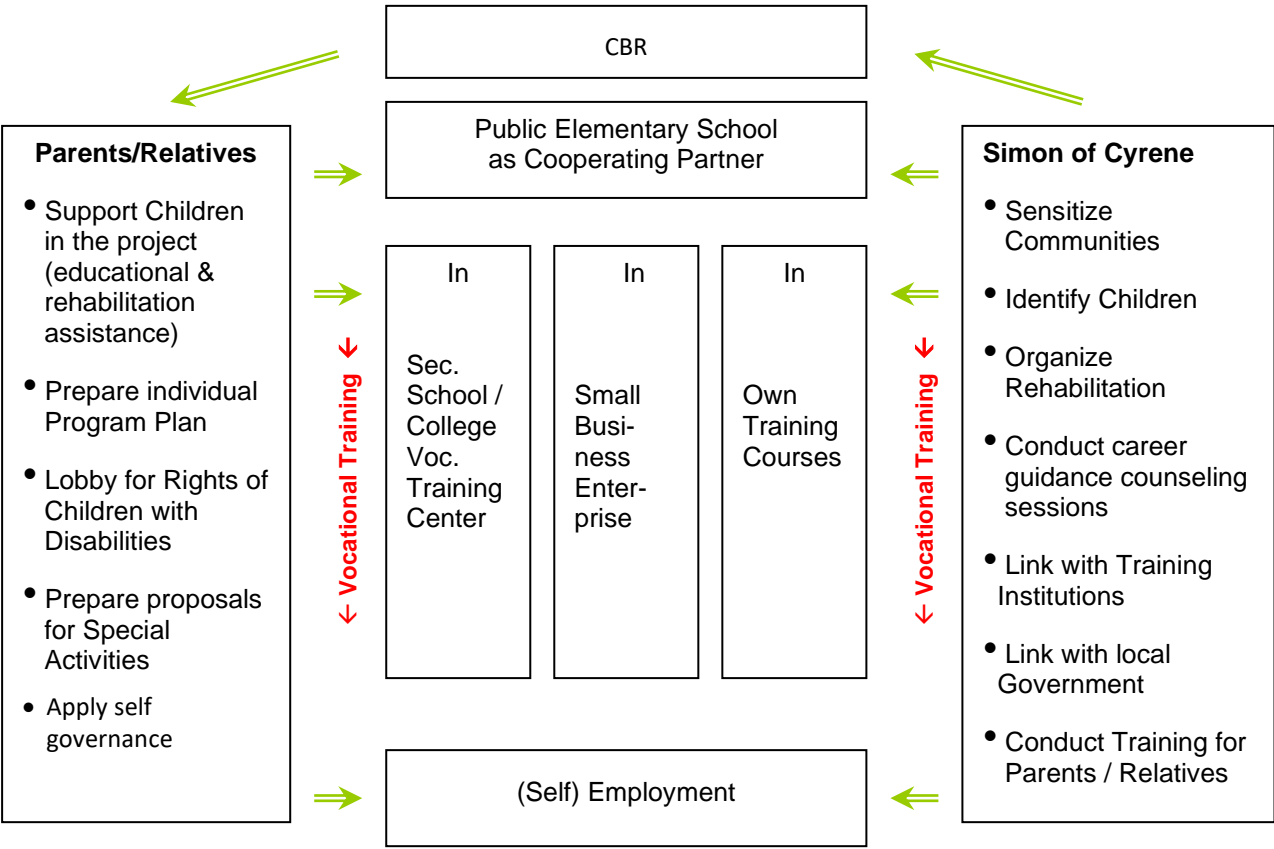 CBR
Public Elementary School
as Cooperating Partner
Parents/Relatives
• Support Children
in the project
(educational &
rehabilitation
assistance)
• Prepare individual
Program Plan
• Lobby for Rights of
Children with
Disabilities
• Prepare proposals
for Special
Activities
• Apply self
governance
← Vocational Training ←
In
Sec.
School /
College
Voc.
Training
Center
In
Small
Busi-
ness
Enter-
prise
In
Own
Training
Courses
← Vocational Training ←
Simon of Cyrene
• Sensitize
Communities
• Identify Children
• Organize
Rehabilitation
• Conduct career
guidance counseling
sessions
• Link with Training
Institutions
• Link with local
Government
• Conduct Training for
Parents / Relatives
(Self) Employment